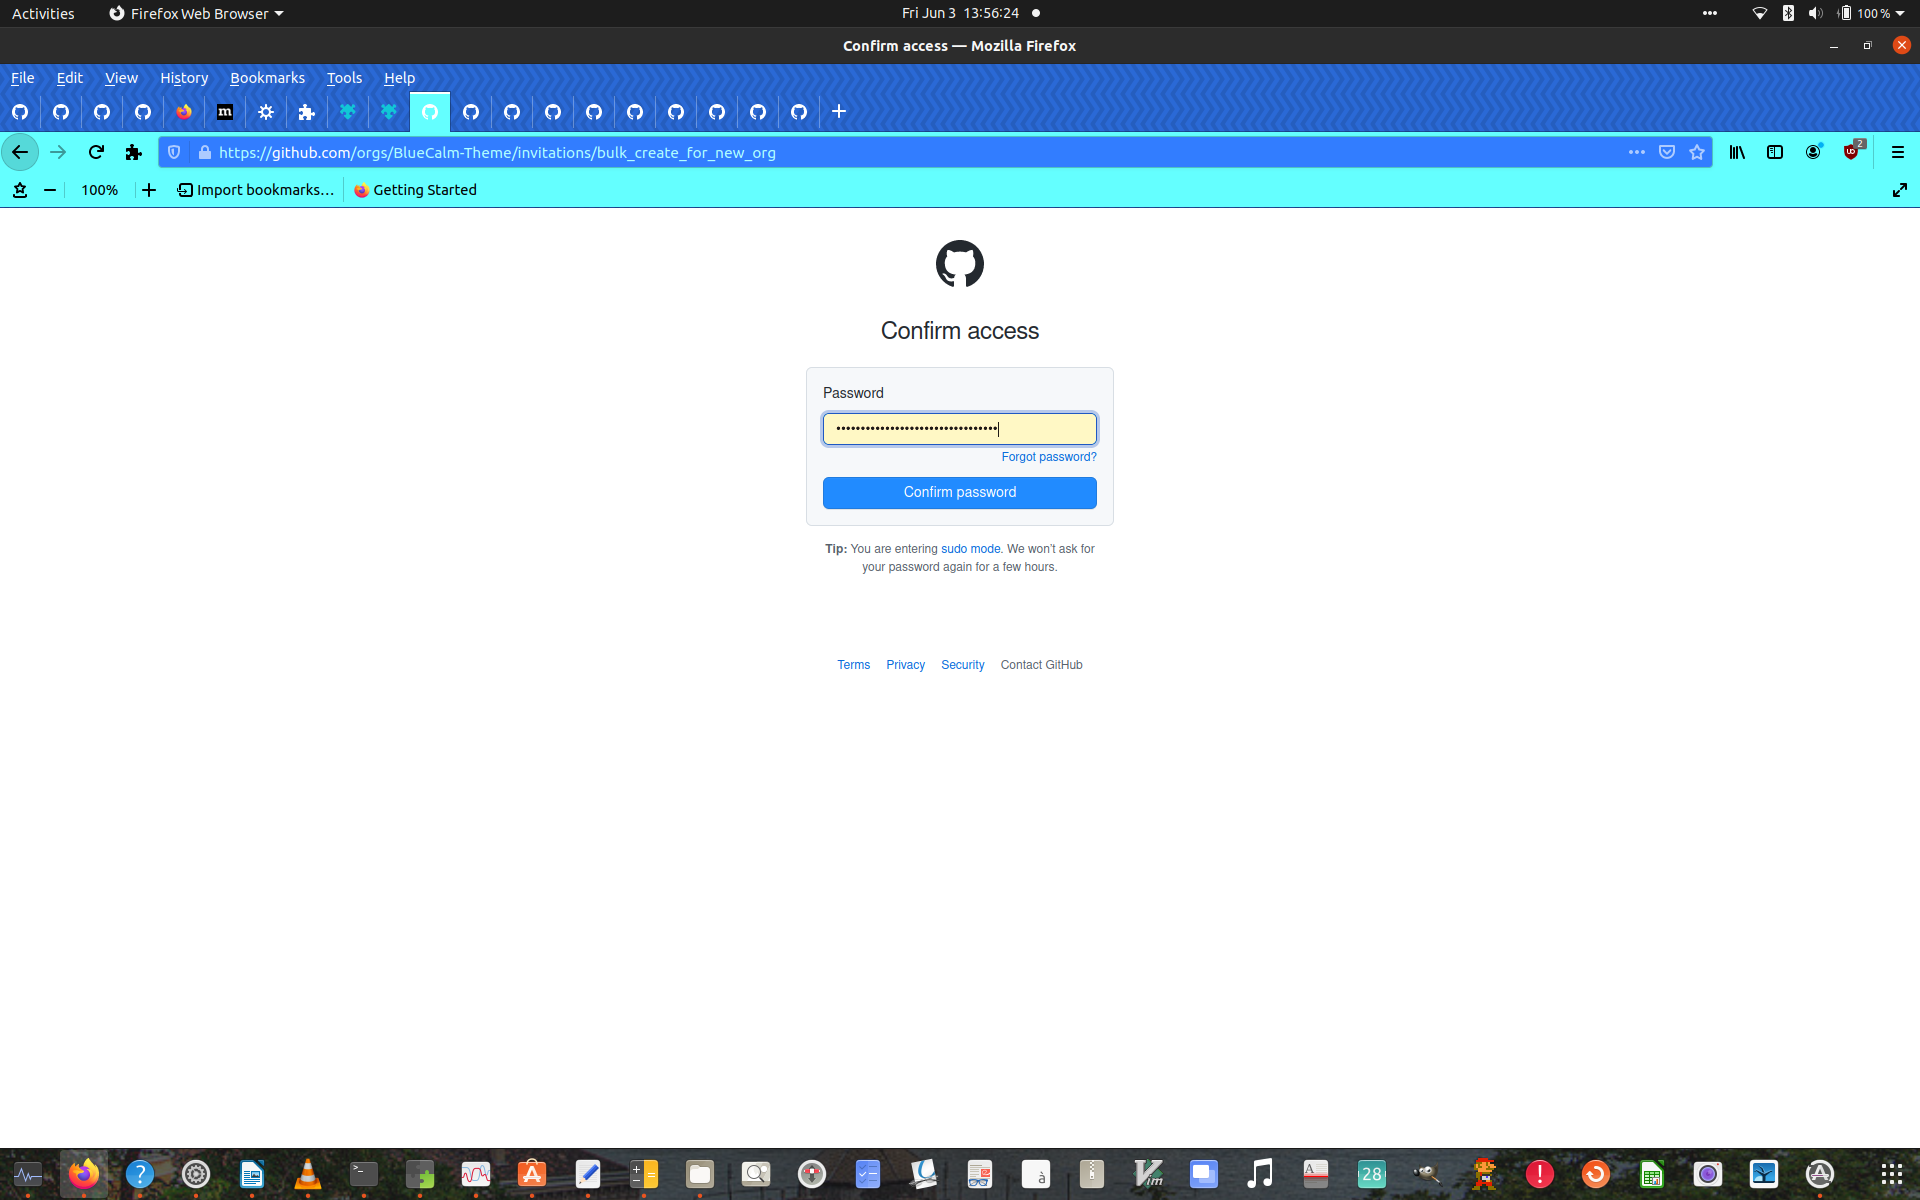 Activities Firefox Web Browser Fri Jun 3 13:56:24 100 %
Confirm access — Mozilla Firefox
File Edit View History Bookmarks Tools Help
m
https://github.com/orgs/BlueCalm-Theme/invitations/bulk_create_for_new_org 2
100% Import bookmarks... Getting Started
Confirm access
Password
Forgot password?
Confirm password
Tip: You are entering sudo mode. We won't ask for
your password again for a few hours.
Terms Privacy Security Contact GitHub
28